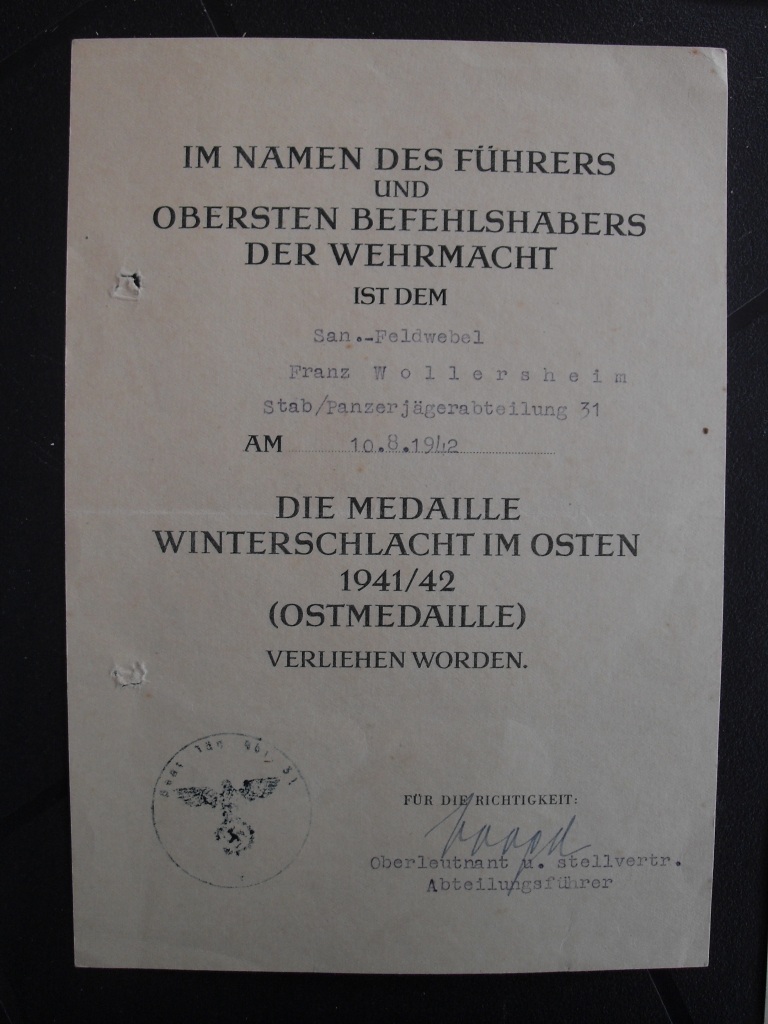 IM NAMEN DES FÜHRERS
UND
OBERSTEN BEFEHLSHABERS
DER WEHRMACHT
IST DEM
San.-Feldwebel
Franz Wollersheim
Stab/Panzerjägerabteilung 31
AM 10.8.1942
DIE MEDAILLE
WINTERSCHLACHT IM OSTEN
1941/42
(OSTMEDAILLE)
VERLIEHEN WORDEN.
FÜR DIE RICHTIGKEIT:
Oberleutnant u. stellvertr.
Abteilungsführer